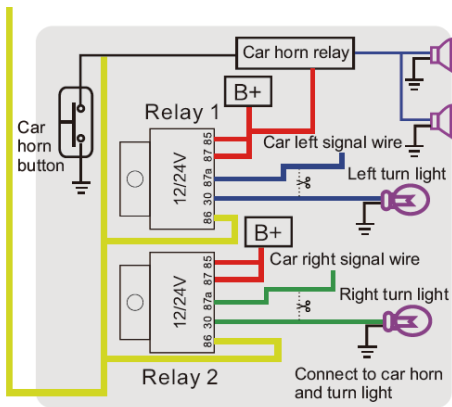 Car horn relay
B+
Relay 1
Car
horn
button
Car left signal wire
Left turn light
12/24V
85
87
87a
30
86
B+
Car right signal wire
Right turn light
12/24V
85
87
87a
30
86
Relay 2
Connect to car horn
and turn light